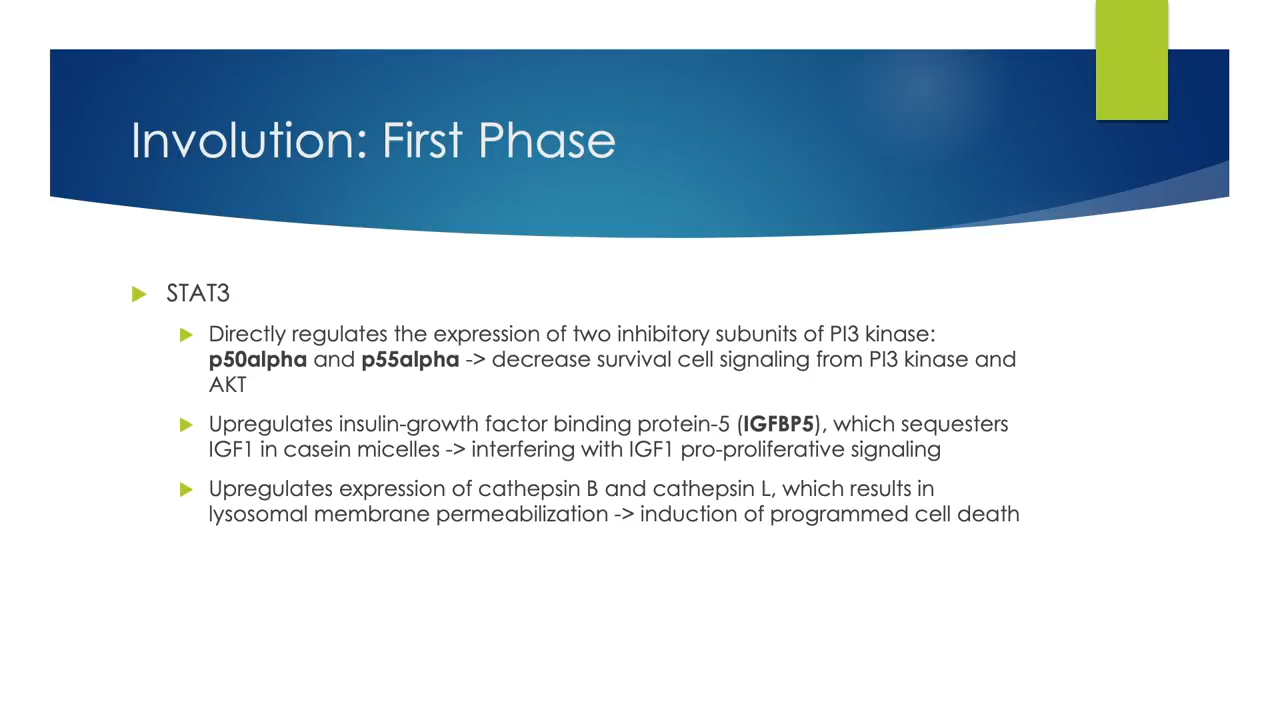 Involution: First Phase
STAT3
Directly regulates the expression of two inhibitory subunits of PI3 kinase:
p50alpha and p55alpha -> decrease survival cell signaling from PI3 kinase and
AKT
Upregulates insulin-growth factor binding protein-5 (IGFBP5), which sequesters
IGF1 in casein micelles -> interfering with IGF1 pro-proliferative signaling
Upregulates expression of cathepsin B and cathepsin L, which results in
lysosomal membrane permeabilization -> induction of programmed cell death